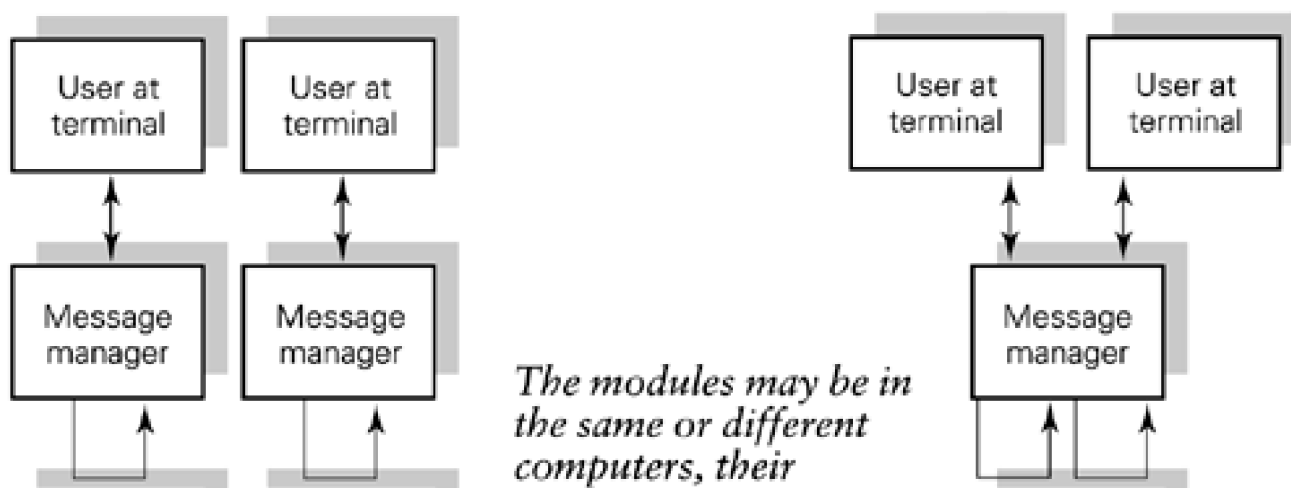 User at
terminal
User at
terminal
User at
terminal
User at
terminal
Message
manager
Message
manager
Message
manager
The modules may be in
the same or different
computers, their